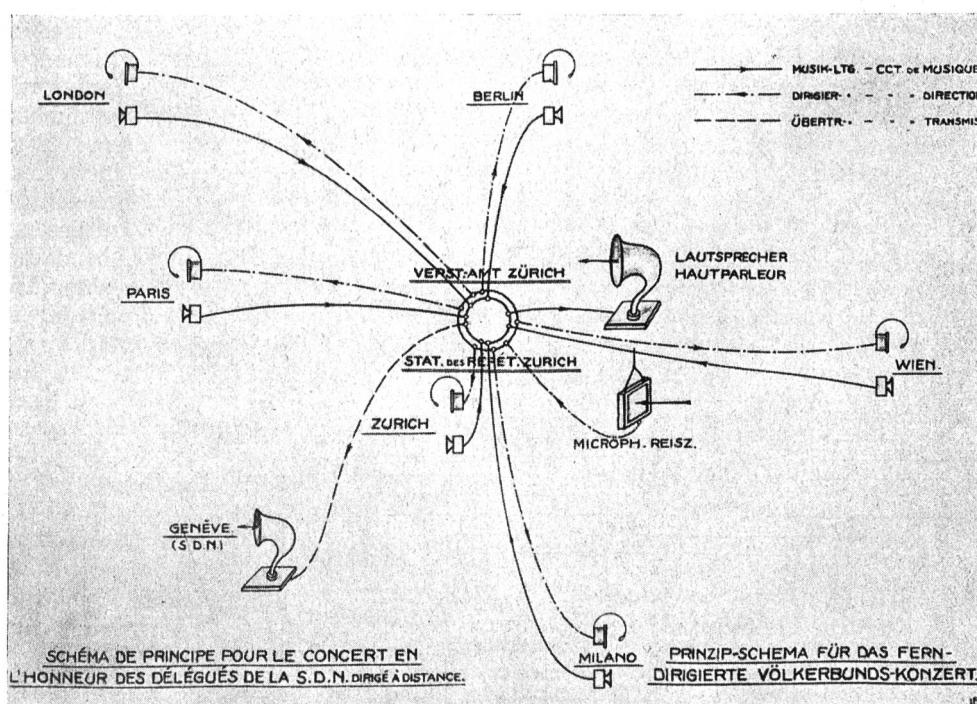 LONDON
BERLIN
MUSIK-LTG. - CCT. DE MUSIQUE
DIRIGIER - " - " - " DIRECTION
ÜBERTR. - " - " - " TRANSMIS
PARIS
VERST: AMT ZÜRICH
LAUTSPRECHER
HAUTPARLEUR
STAT. DES RÉPÉT. ZURICH
WIEN.
ZÜRICH
MICROPH. REISZ.
GENÈVE
(S.D.N.)
MILANO
SCHÉMA DE PRINCIPE POUR LE CONCERT EN
L'HONNEUR DES DÉLÉGUÉS DE LA S.D.N. DIRIGÉ À DISTANCE.
PRINZIP-SCHEMA FÜR DAS FERN-
DIRIGIERTE VÖLKERBUNDS-KONZERT.